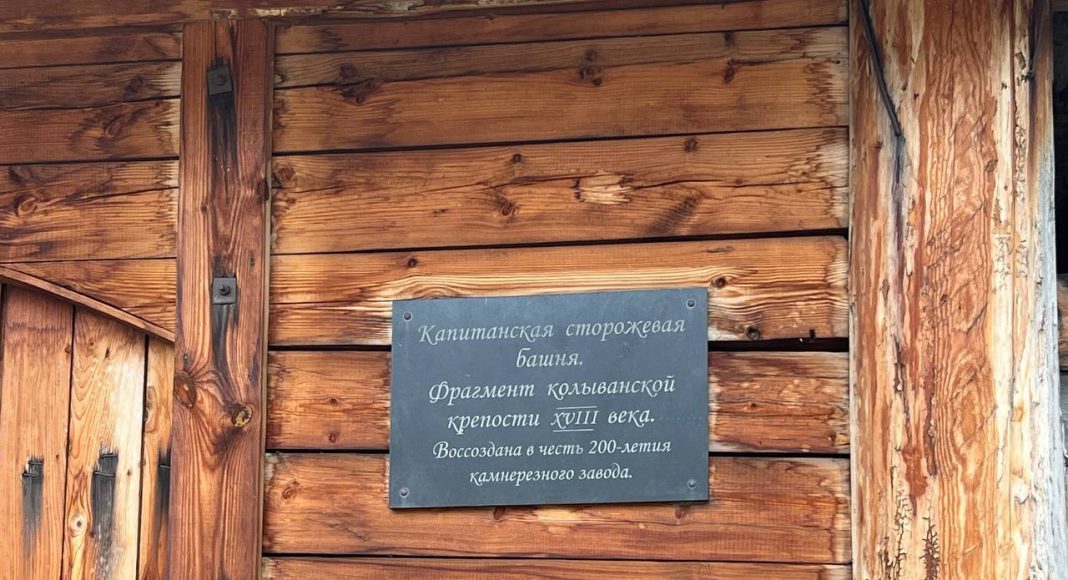 Капитанская сторожевая
башня.
Фрагмент колыванской
крепости XVIII века.
Воссоздана в честь 200-летия
камнерезного завода.